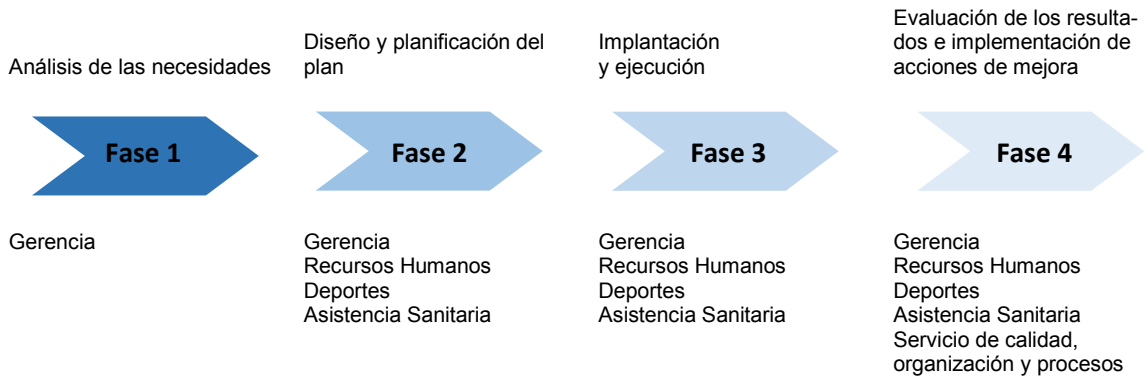 Análisis de las necesidades
Diseño y planificación del
plan
Implantación
y ejecución
Evaluación de los resulta-
dos e implementación de
acciones de mejora
Fase 1
Fase 2
Fase 3
Fase 4
Gerencia
Gerencia
Recursos Humanos
Deportes
Asistencia Sanitaria
Gerencia
Recursos Humanos
Deportes
Asistencia Sanitaria
Gerencia
Recursos Humanos
Deportes
Asistencia Sanitaria
Servicio de calidad,
organización y procesos